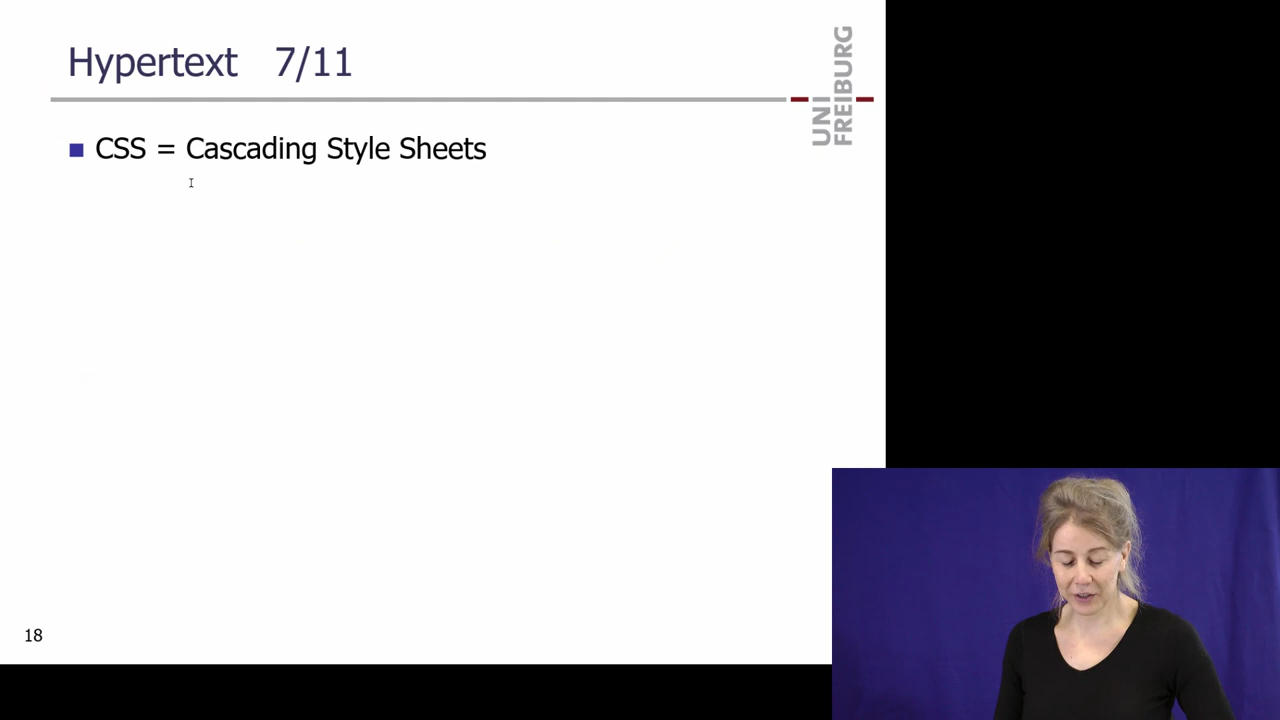 Hypertext 7/11
UNI
FREIBURG
CSS = Cascading Style Sheets
18